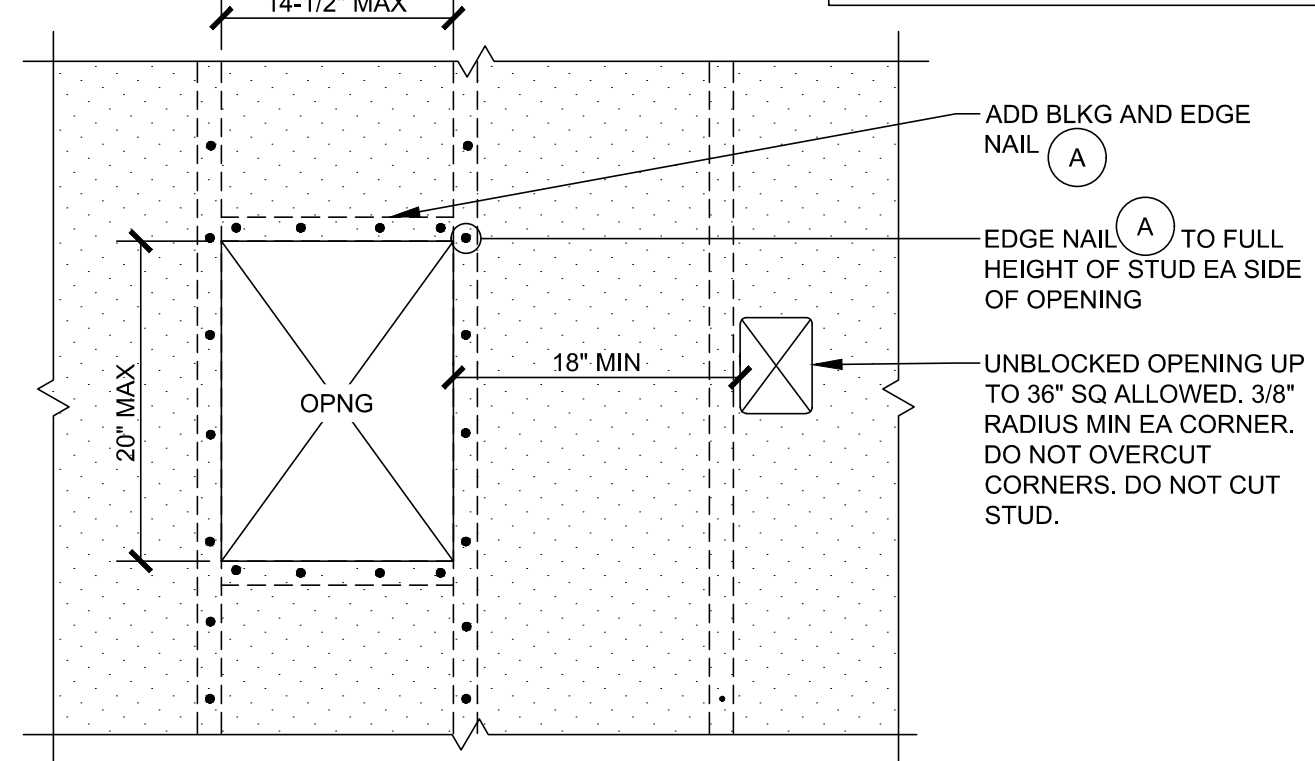 14-1/2" MAX
ADD BLKG AND EDGE
NAIL A
EDGE NAIL A TO FULL
HEIGHT OF STUD EA SIDE
OF OPENING
18" MIN
UNBLOCKED OPENING UP
TO 36" SQ ALLOWED. 3/8"
RADIUS MIN EA CORNER.
DO NOT OVERCUT
CORNERS. DO NOT CUT
STUD.
20" MAX
OPNG